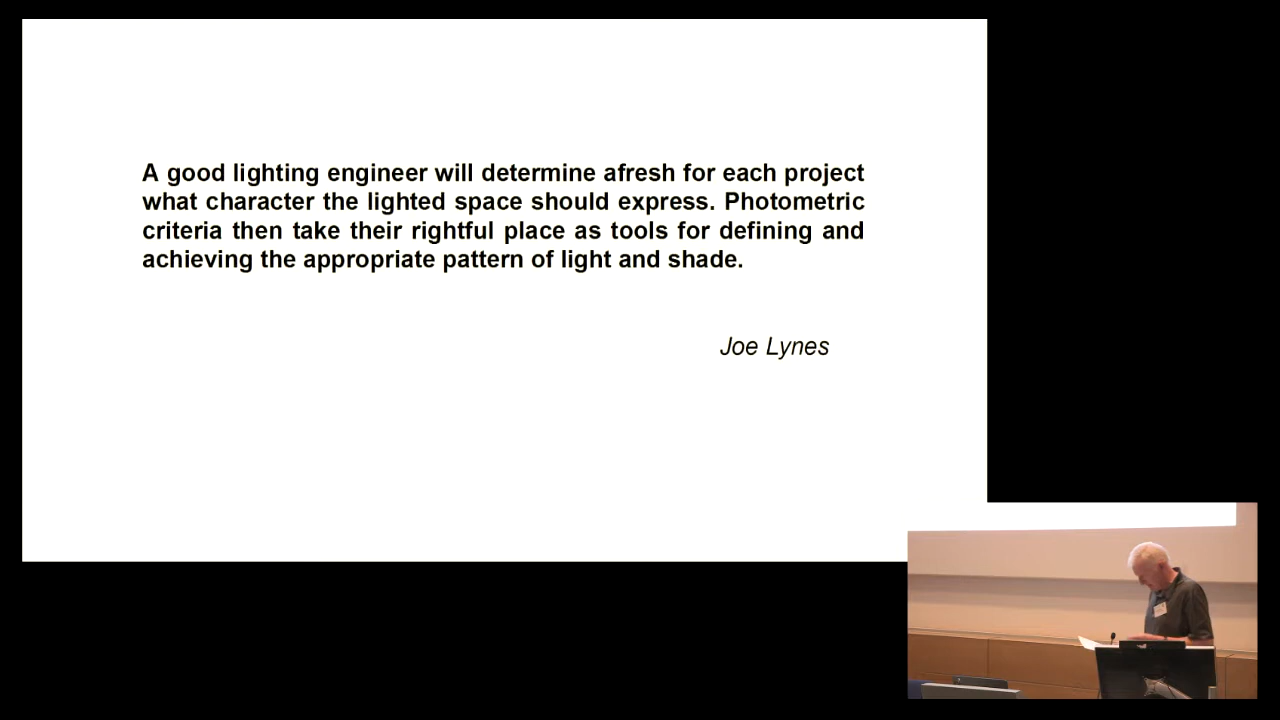 A good lighting engineer will determine afresh for each project
what character the lighted space should express. Photometric
criteria then take their rightful place as tools for defining and
achieving the appropriate pattern of light and shade.
Joe Lynes